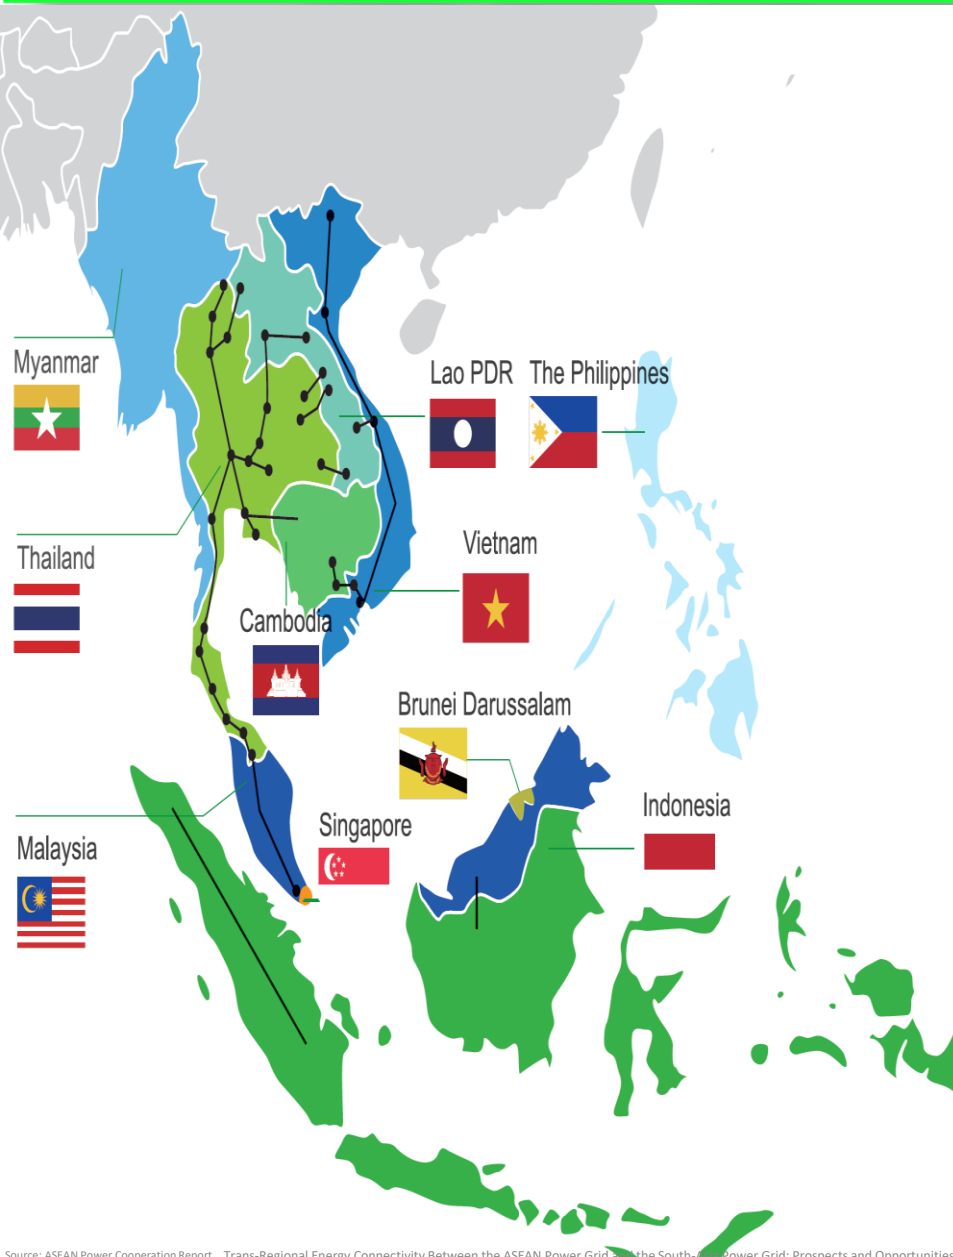 Myanmar
Lao PDR
The Philippines
Thailand
Vietnam
Cambodia
Brunei Darussalam
Indonesia
Singapore
Malaysia
Source: ASEAN Power Cooperation Report Trans-Regional Energy Connectivity Between the ASEAN Power Grid and the South-Asia Power Grid: Prospects and Opportunities